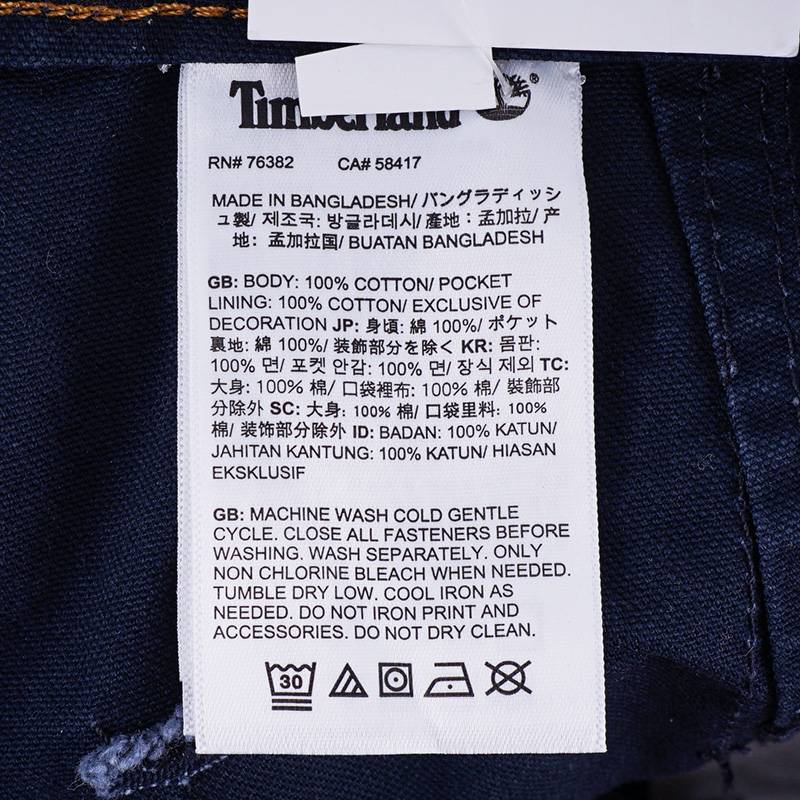 Timberland ®
RN# 76382 CA# 58417
MADE IN BANGLADESH/ バングラディッシ
ュ製/ 제조국: 방글라데시/ 產地: 孟加拉/ 产
地: 孟加拉国/ BUATAN BANGLADESH
GB: BODY: 100% COTTON/ POCKET
LINING: 100% COTTON/ EXCLUSIVE OF
DECORATION JP: 身頃: 綿 100%/ ポケット
裏地: 綿 100%/ 装飾部分を除く KR: 몸판:
100% 면/ 포켓 안감: 100% 면/ 장식 제외 TC:
大身: 100% 棉/ 口袋裡布: 100% 棉/ 裝飾部
分除外 SC: 大身: 100% 棉/ 口袋里料: 100%
棉/ 装饰部分除外 ID: BADAN: 100% KATUN/
JAHITAN KANTUNG: 100% KATUN/ HIASAN
EKSKLUSIF
GB: MACHINE WASH COLD GENTLE
CYCLE. CLOSE ALL FASTENERS BEFORE
WASHING. WASH SEPARATELY. ONLY
NON CHLORINE BLEACH WHEN NEEDED.
TUMBLE DRY LOW. COOL IRON AS
NEEDED. DO NOT IRON PRINT AND
ACCESSORIES. DO NOT DRY CLEAN.
30